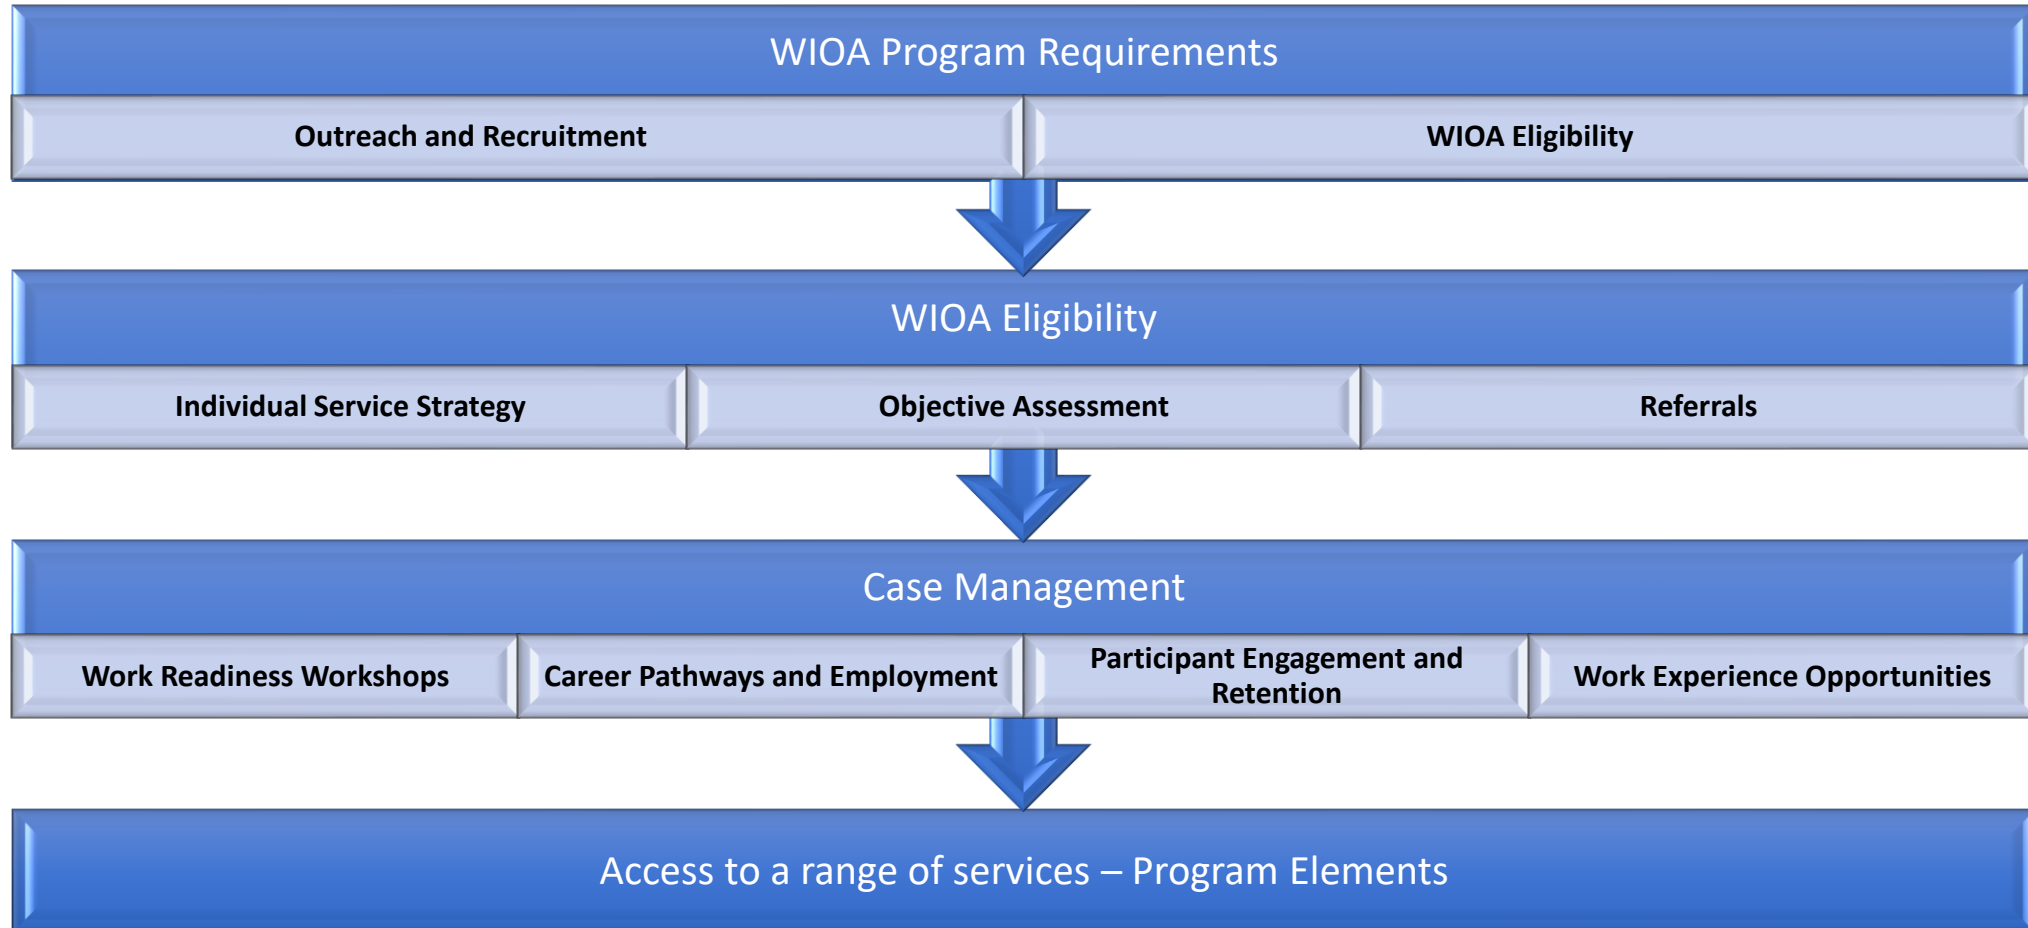 WIOA Program Requirements
Outreach and Recruitment
WIOA Eligibility
WIOA Eligibility
Individual Service Strategy
Objective Assessment
Referrals
Case Management
Work Readiness Workshops
Career Pathways and Employment
Participant Engagement and
Retention
Work Experience Opportunities
Access to a range of services – Program Elements